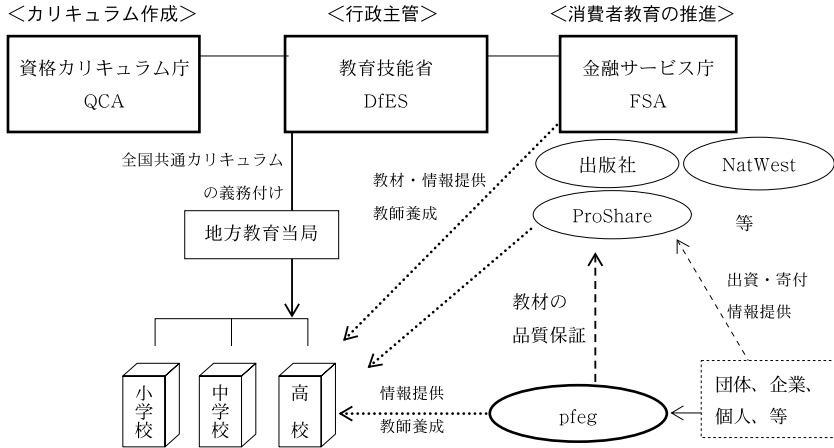 ＜カリキュラム作成＞
＜行政主管＞
＜消費者教育の推進＞
資格カリキュラム庁
QCA
教育技能省
DfES
金融サービス庁
FSA
全国共通カリキュラム
の義務付け
教材・情報提供
教師養成
出版社
NatWest
ProShare
等
地方教育当局
出資・寄付
情報提供
教材の
品質保証
小学校
中学校
高校
情報提供
教師養成
pfeg
団体、企業、
個人、等